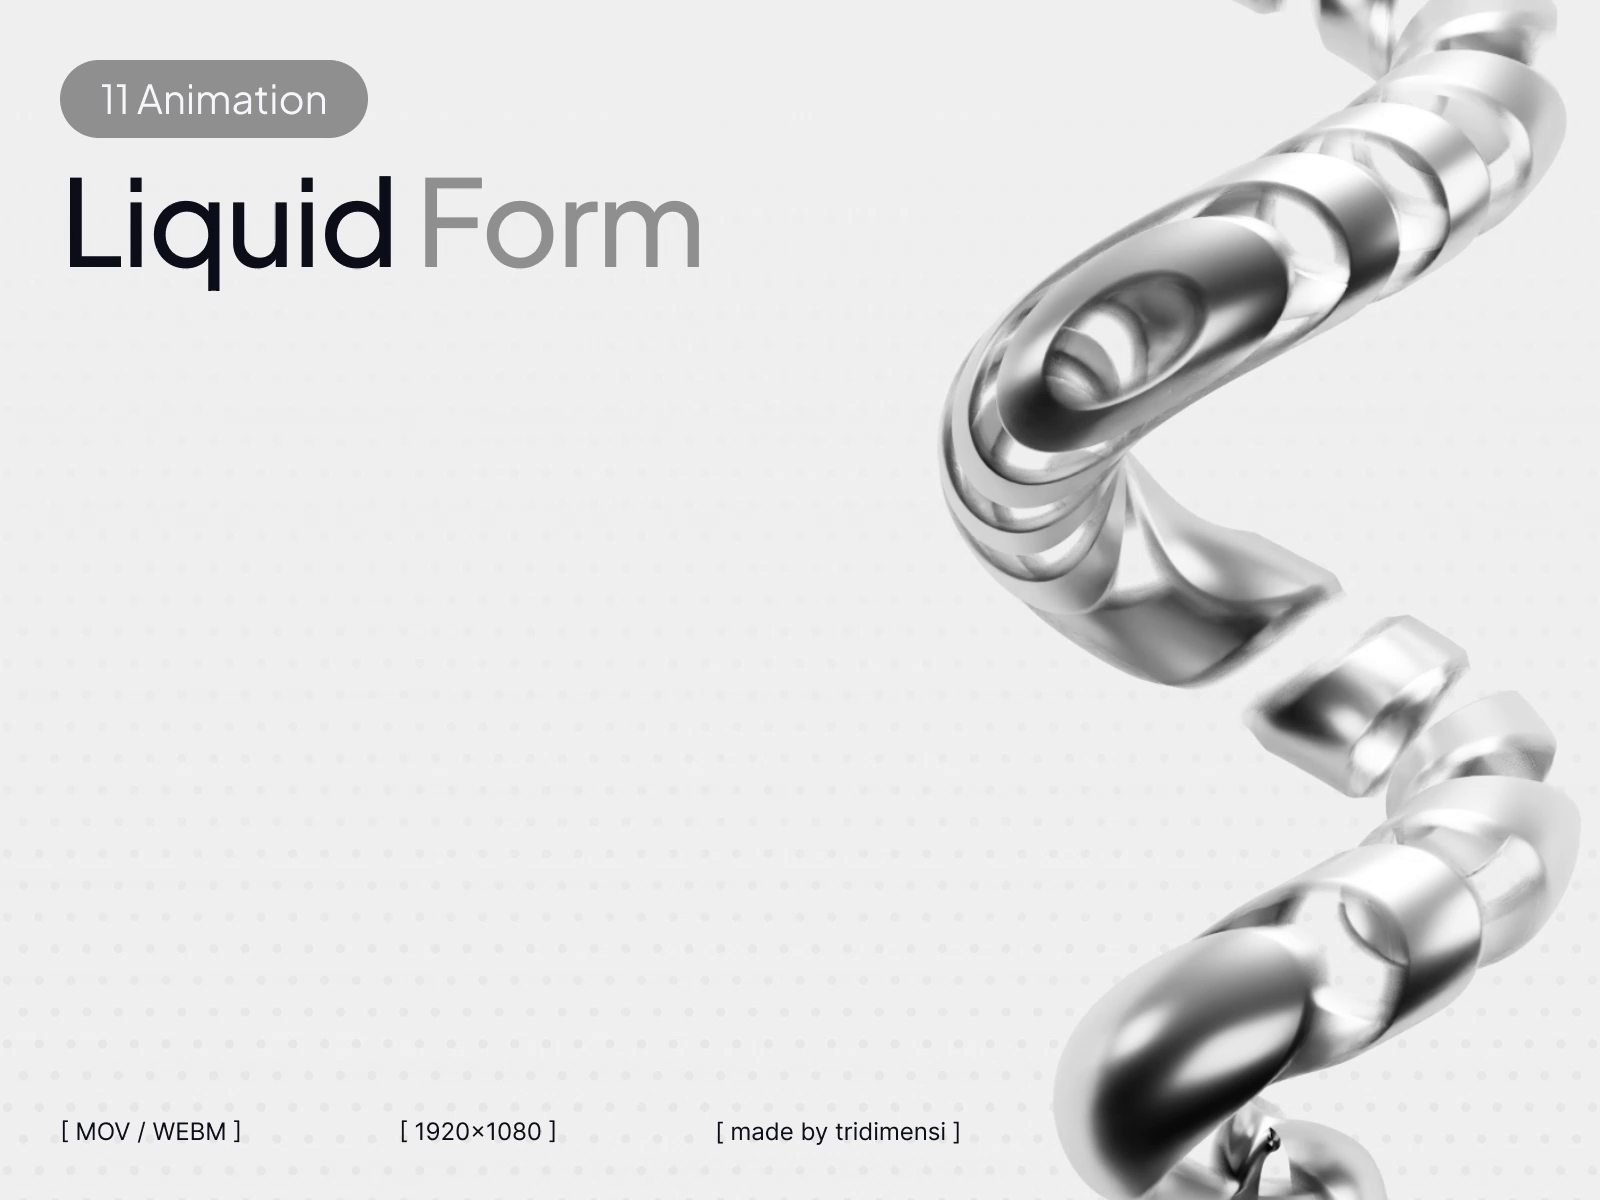 11 Animation
Liquid Form
[ MOV / WEBM ]
[ 1920×1080 ]
[ made by tridimensi ]